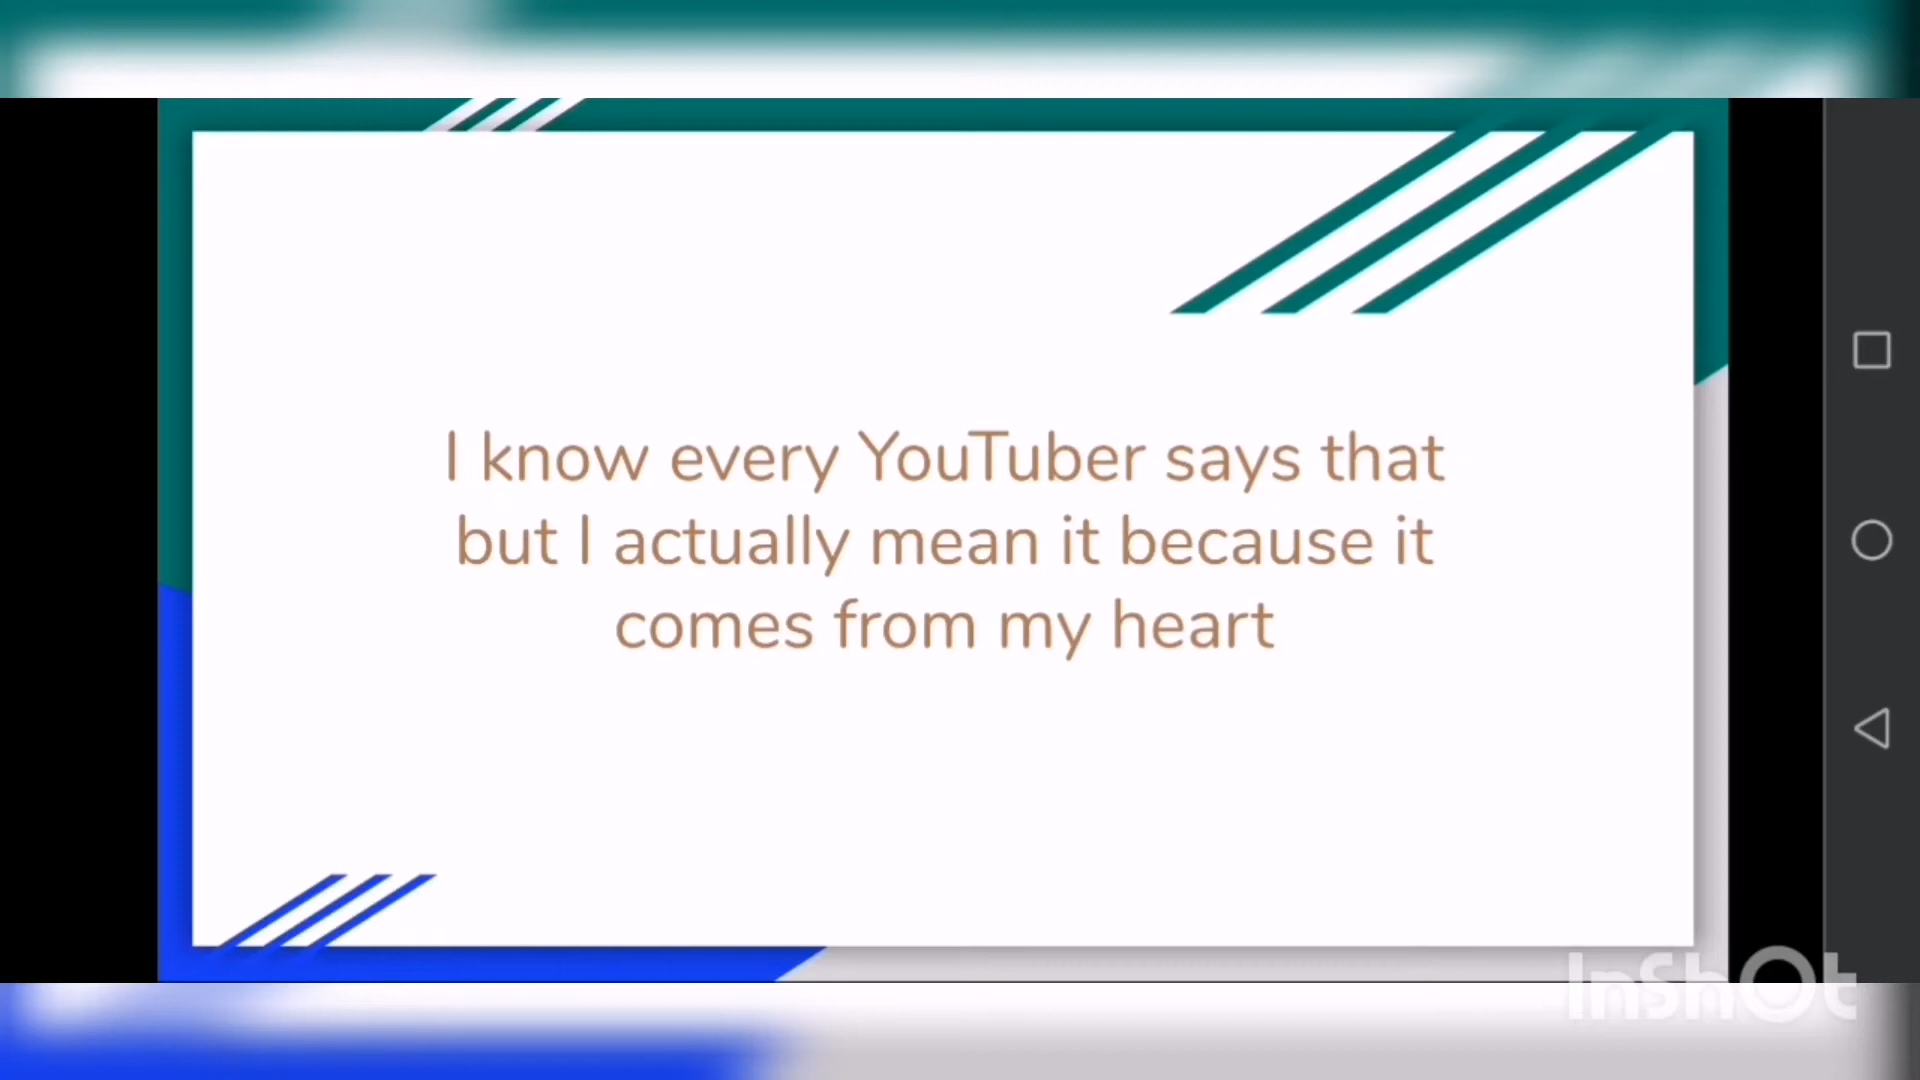 I know every YouTuber says that
but I actually mean it because it
comes from my heart
InShOt